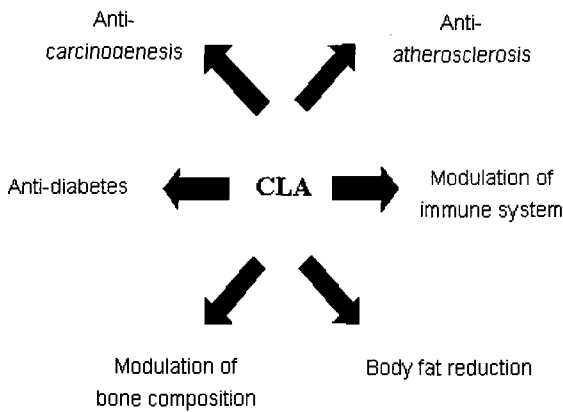 Anti-
carcinogenesis
Anti-
atherosclerosis
Anti-diabetes
CLA
Modulation of
immune system
Modulation of
bone composition
Body fat reduction